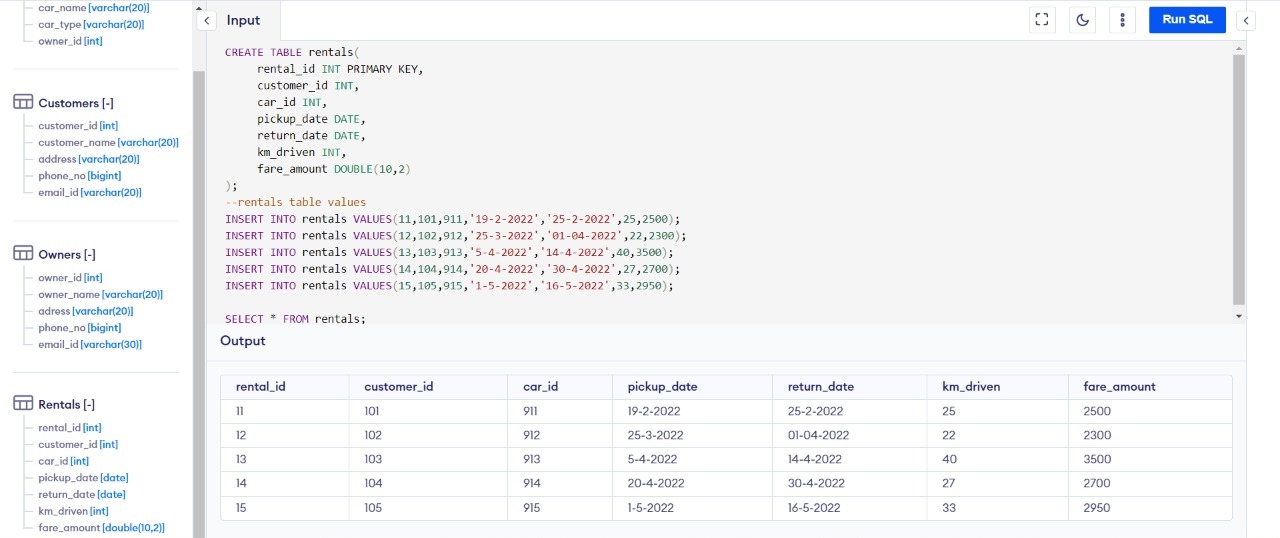 car_name [varchar(20)]
car_type [varchar(20)]
owner_id [int]
Customers [-]
customer_id [int]
customer_name [varchar(20)]
address [varchar(20)]
phone_no [bigint]
email_id [varchar(20)]
Owners [-]
owner_id [int]
owner_name [varchar(20)]
adress [varchar(20)]
phone_no [bigint]
email_id [varchar(30)]
Rentals [-]
rental_id [int]
customer_id [int]
car_id [int]
pickup_date [date]
return_date [date]
km_driven [int]
fare_amount [double(10,2)]
Input
Run SQL
CREATE TABLE rentals(
rental_id INT PRIMARY KEY,
customer_id INT,
car_id INT,
pickup_date DATE,
return_date DATE,
km_driven INT,
fare_amount DOUBLE(10,2)
);
--rentals table values
INSERT INTO rentals VALUES(11,101,911,'19-2-2022','25-2-2022',25,2500);
INSERT INTO rentals VALUES(12,102,912,'25-3-2022','01-04-2022',22,2300);
INSERT INTO rentals VALUES(13,103,913,'5-4-2022','14-4-2022',40,3500);
INSERT INTO rentals VALUES(14,104,914,'20-4-2022','30-4-2022',27,2700);
INSERT INTO rentals VALUES(15,105,915,'1-5-2022','16-5-2022',33,2950);
SELECT * FROM rentals;
Output
rental_id customer_id car_id pickup_date return_date km_driven fare_amount
11 101 911 19-2-2022 25-2-2022 25 2500
12 102 912 25-3-2022 01-04-2022 22 2300
13 103 913 5-4-2022 14-4-2022 40 3500
14 104 914 20-4-2022 30-4-2022 27 2700
15 105 915 1-5-2022 16-5-2022 33 2950